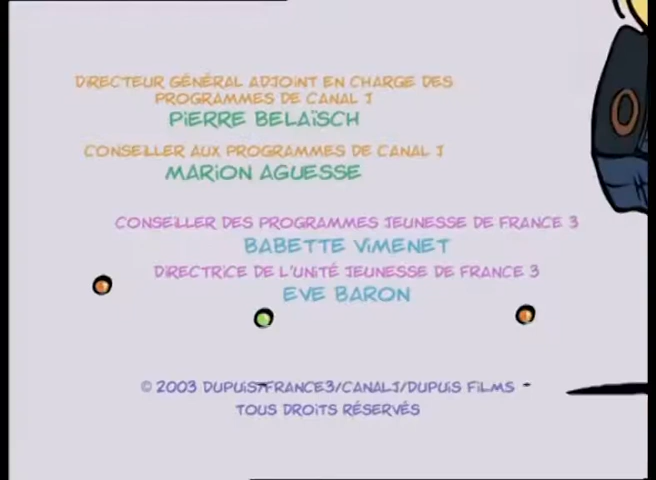 DIRECTEUR GÉNÉRAL ADJOINT EN CHARGE DES
PROGRAMMES DE CANAL J
PIERRE BELAÏSCH
CONSEILLER AUX PROGRAMMES DE CANAL J
MARION AGUESSE
CONSEILLER DES PROGRAMMES JEUNESSE DE FRANCE 3
BABETTE VIMENET
DIRECTRICE DE L'UNITÉ JEUNESSE DE FRANCE 3
EVE BARON
© 2003 DUPUIS/FRANCE3/CANALJ/DUPUIS FILMS -
TOUS DROITS RÉSERVÉS